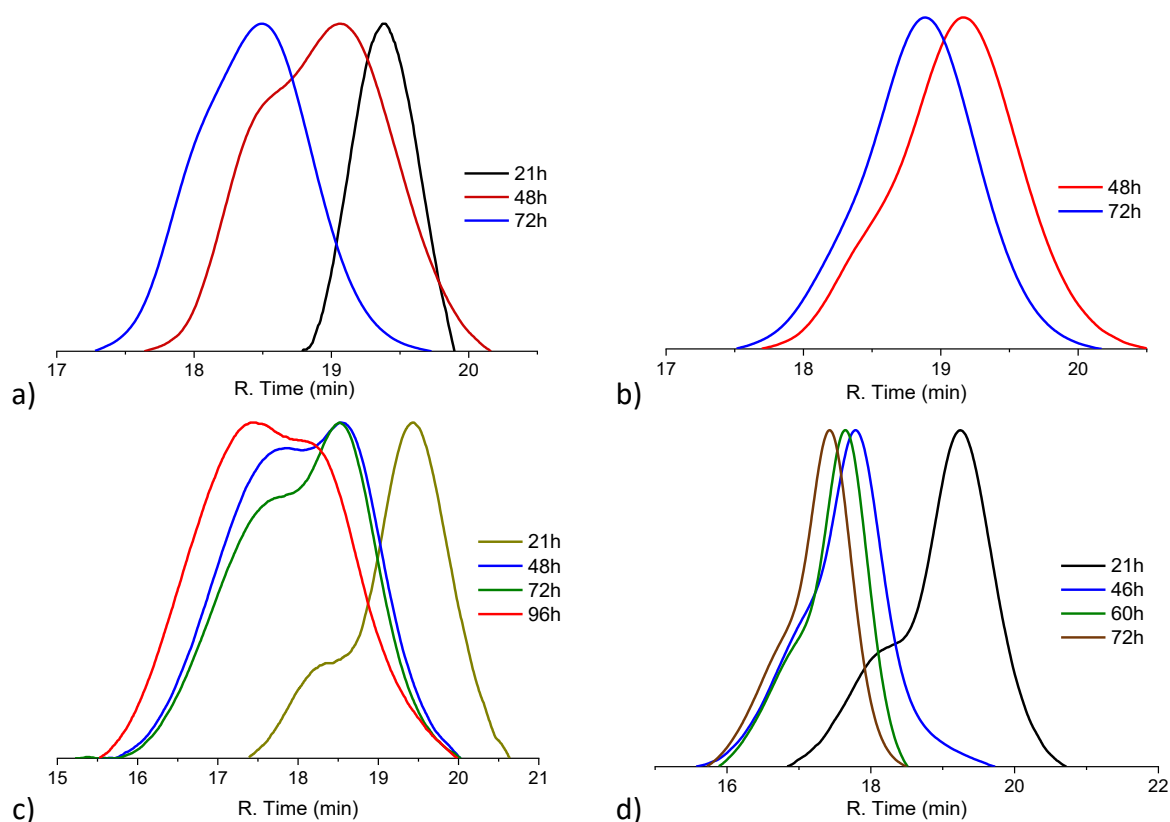 21h
48h
72h
17 18 19 20
R. Time (min)
a)
48h
72h
17 18 19 20
R. Time (min)
b)
21h
48h
72h
96h
15 16 17 18 19 20 21
R. Time (min)
c)
21h
46h
60h
72h
16 18 20 22
R. Time (min)
d)